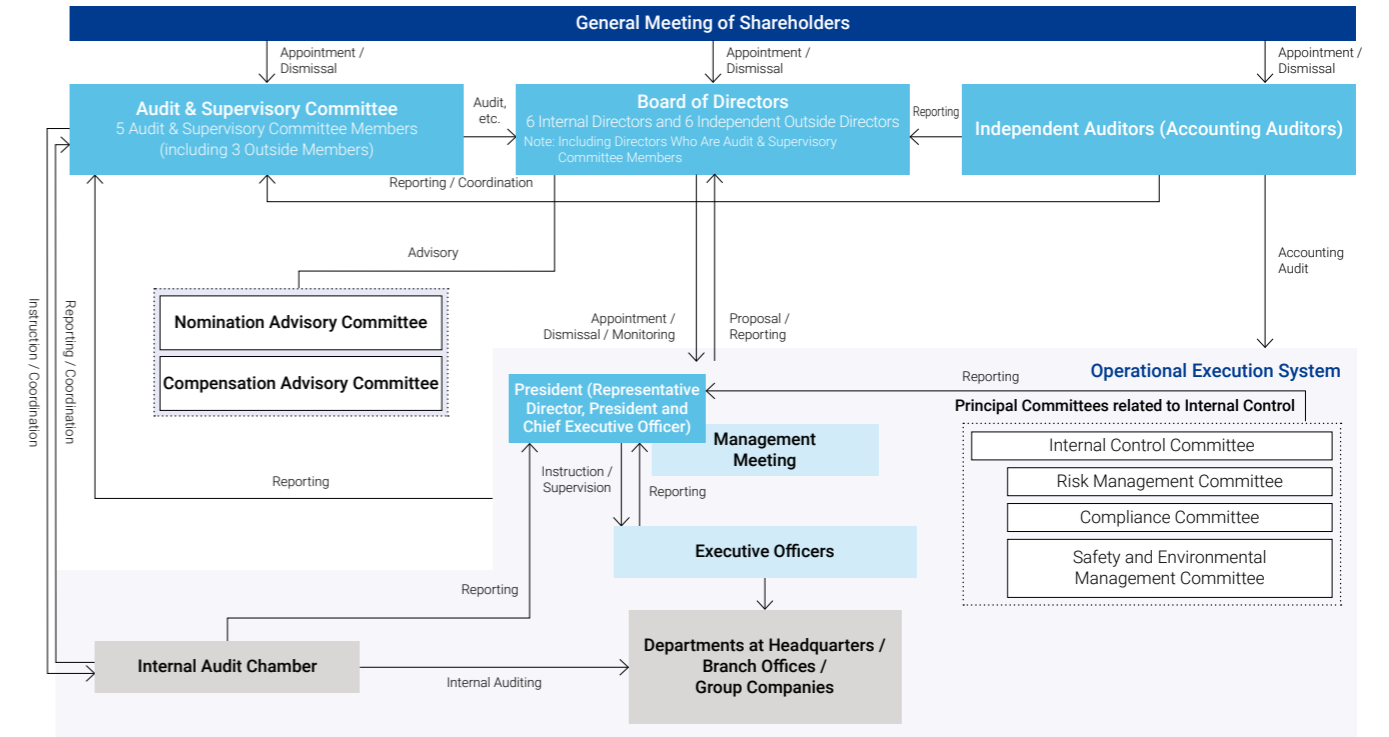 General Meeting of Shareholders
Appointment /
Dismissal
Appointment /
Dismissal
Appointment /
Dismissal
Audit & Supervisory Committee
5 Audit & Supervisory Committee Members
(including 3 Outside Members)
Audit,
etc.
Board of Directors
6 Internal Directors and 6 Independent Outside Directors
Note: Including Directors Who Are Audit & Supervisory
Committee Members
Reporting
Independent Auditors (Accounting Auditors)
Reporting / Coordination
Advisory
Accounting
Audit
Instruction / Coordination
Reporting / Coordination
Nomination Advisory Committee
Compensation Advisory Committee
Appointment /
Dismissal / Monitoring
Proposal /
Reporting
Operational Execution System
President (Representative
Director, President and
Chief Executive Officer)
Reporting
Principal Committees related to Internal Control
Management
Meeting
Internal Control Committee
Risk Management Committee
Compliance Committee
Safety and Environmental
Management Committee
Reporting
Instruction /
Supervision
Reporting
Executive Officers
Reporting
Internal Audit Chamber
Internal Auditing
Departments at Headquarters /
Branch Offices /
Group Companies